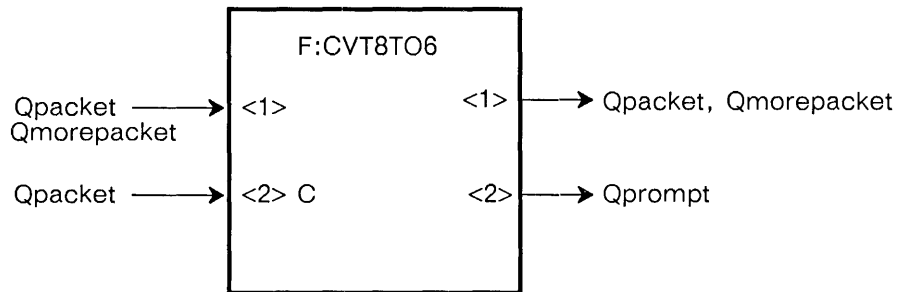 F:CVT8TO6
Qpacket <1> <1> Qpacket, Qmorepacket
Qmorepacket
Qpacket <2> C <2> Qprompt